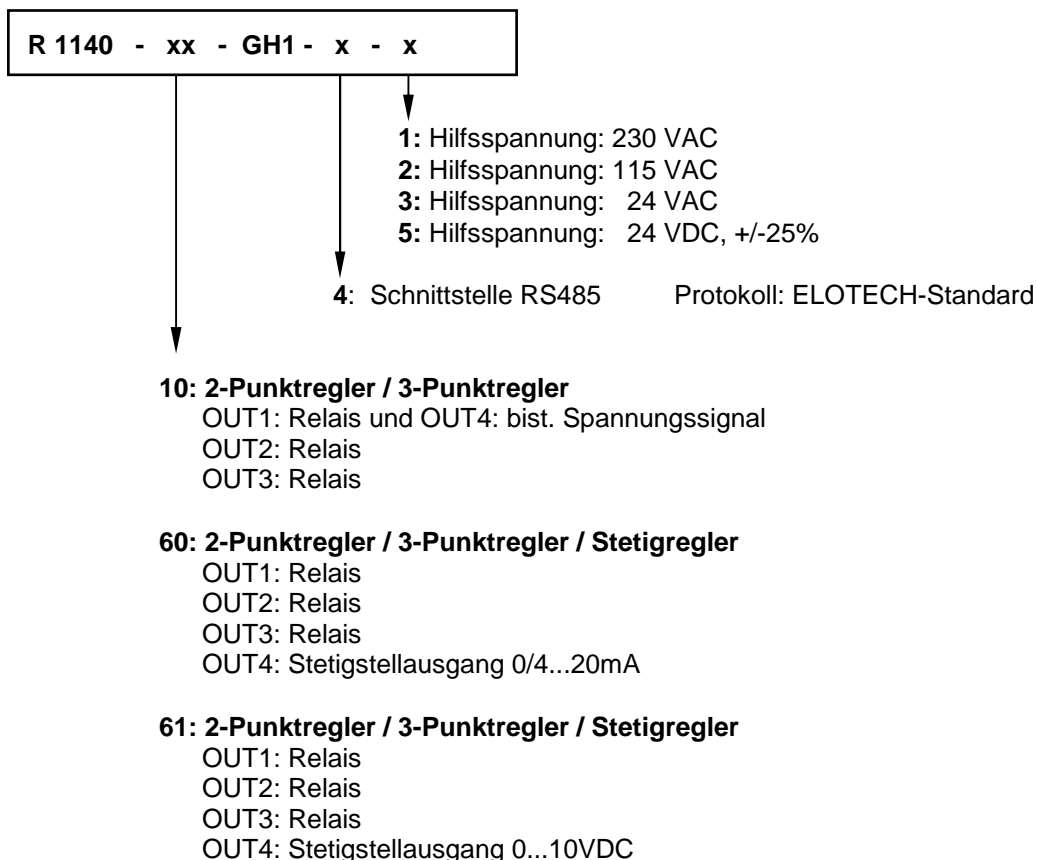 R 1140 - xx - GH1 - x - x
1: Hilfsspannung: 230 VAC
2: Hilfsspannung: 115 VAC
3: Hilfsspannung: 24 VAC
5: Hilfsspannung: 24 VDC, +/-25%
4: Schnittstelle RS485 Protokoll: ELOTECH-Standard
10: 2-Punktregler / 3-Punktregler
OUT1: Relais und OUT4: bist. Spannungssignal
OUT2: Relais
OUT3: Relais
60: 2-Punktregler / 3-Punktregler / Stetigregler
OUT1: Relais
OUT2: Relais
OUT3: Relais
OUT4: Stetigstellausgang 0/4...20mA
61: 2-Punktregler / 3-Punktregler / Stetigregler
OUT1: Relais
OUT2: Relais
OUT3: Relais
OUT4: Stetigstellausgang 0...10VDC